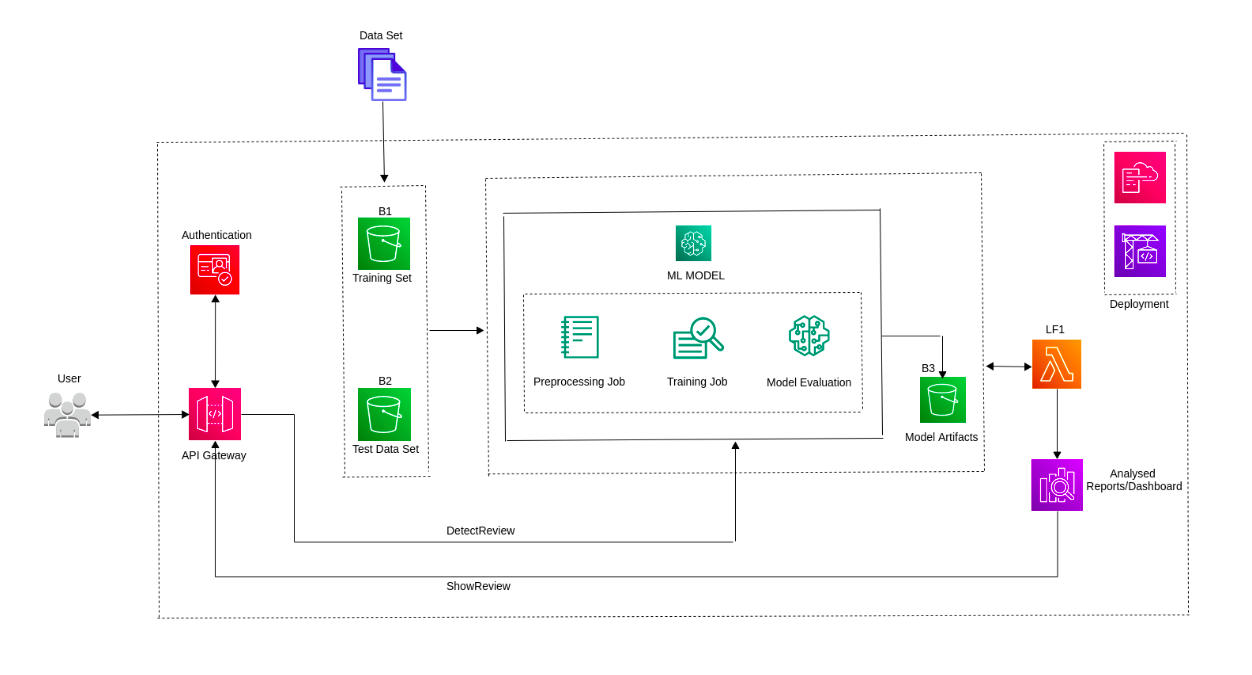 Data Set
B1
Training Set
Authentication
ML MODEL
Deployment
LF1
Preprocessing Job
Training Job
Model Evaluation
User
B2
B3
Test Data Set
API Gateway
Model Artifacts
Analysed
Reports/Dashboard
DetectReview
ShowReview